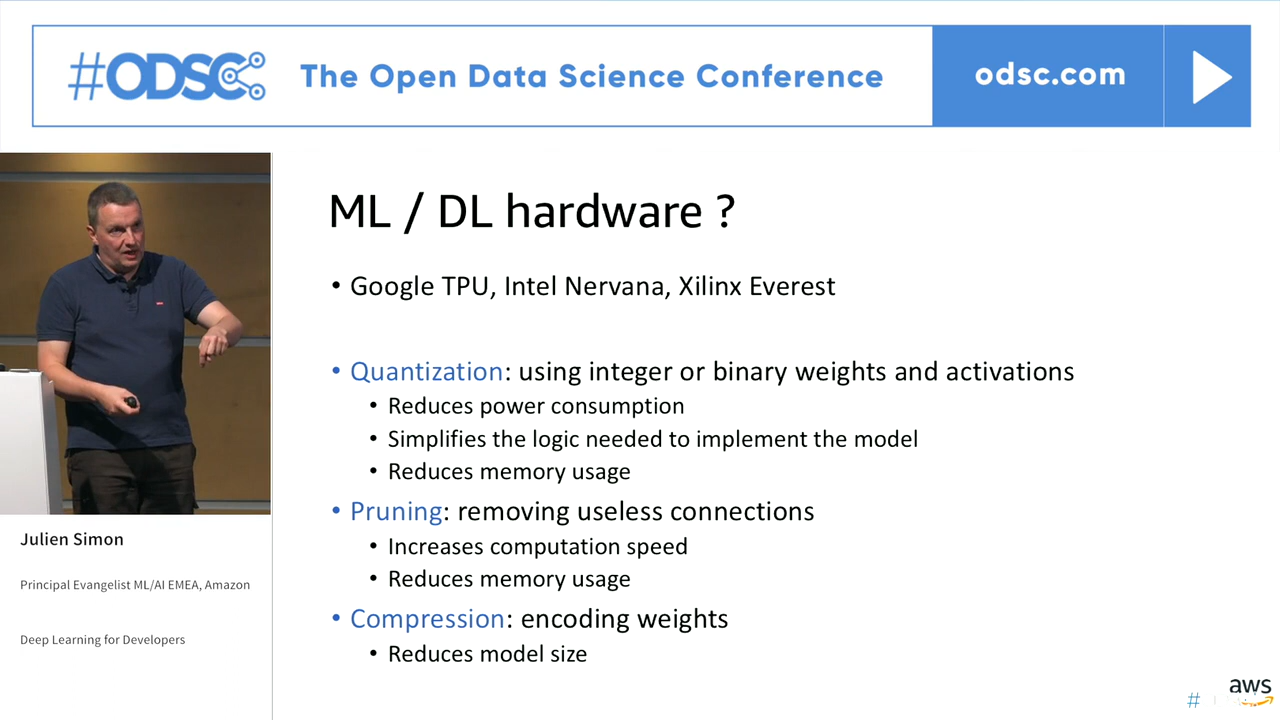 #ODSC
The Open Data Science Conference
odsc.com
ML / DL hardware ?
• Google TPU, Intel Nervana, Xilinx Everest
• Quantization: using integer or binary weights and activations
• Reduces power consumption
• Simplifies the logic needed to implement the model
• Reduces memory usage
• Pruning: removing useless connections
• Increases computation speed
• Reduces memory usage
• Compression: encoding weights
• Reduces model size
Julien Simon
Principal Evangelist ML/AI EMEA, Amazon
Deep Learning for Developers
#
aws